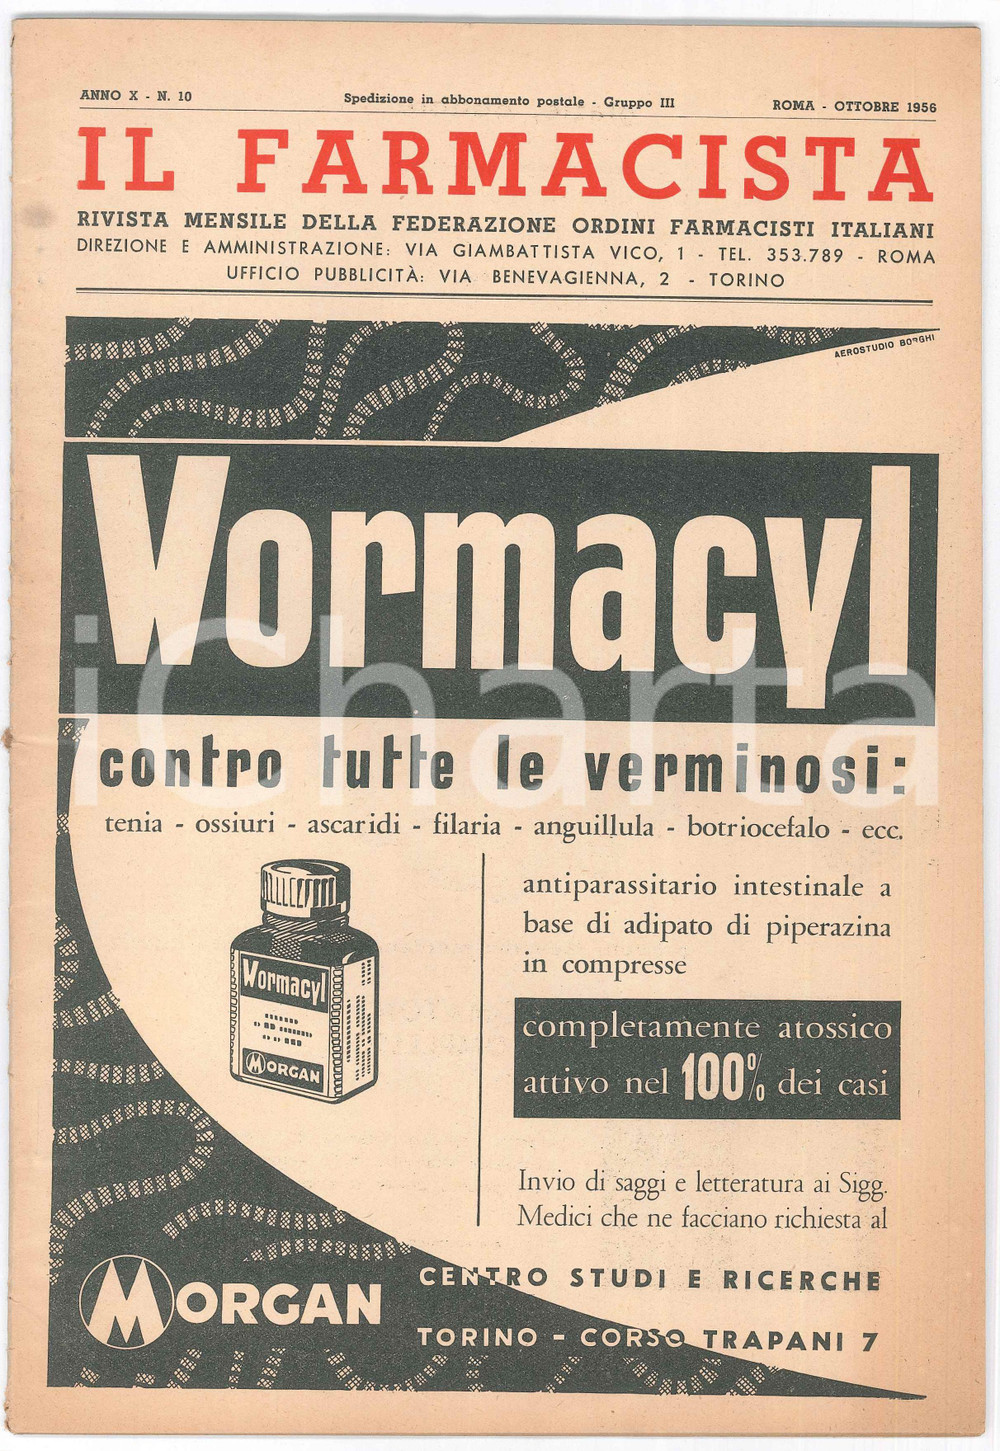 ANNO X - N. 10
Spedizione in abbonamento postale - Gruppo III
ROMA - OTTOBRE 1956
IL FARMACISTA
RIVISTA MENSILE DELLA FEDERAZIONE ORDINI FARMACISTI ITALIANI
DIREZIONE E AMMINISTRAZIONE: VIA GIAMBATTISTA VICO, 1 - TEL. 353.789 - ROMA
UFFICIO PUBBLICITÀ: VIA BENEVAGIENNA, 2 - TORINO
AEROSTUDIO BORGHI
Vormacyl
iCharta
contro tutte le verminosi:
tenia - ossiuri - ascaridi - filaria - anguillula - botriocefalo - ecc.
antiparassitario intestinale a
base di adipato di piperazina
in compresse
Vormacyl
MORGAN
completamente atossico
attivo nel 100% dei casi
Invio di saggi e letteratura ai Sigg.
Medici che ne facciano richiesta al
MORGAN
CENTRO STUDI E RICERCHE
TORINO - CORSO TRAPANI 7